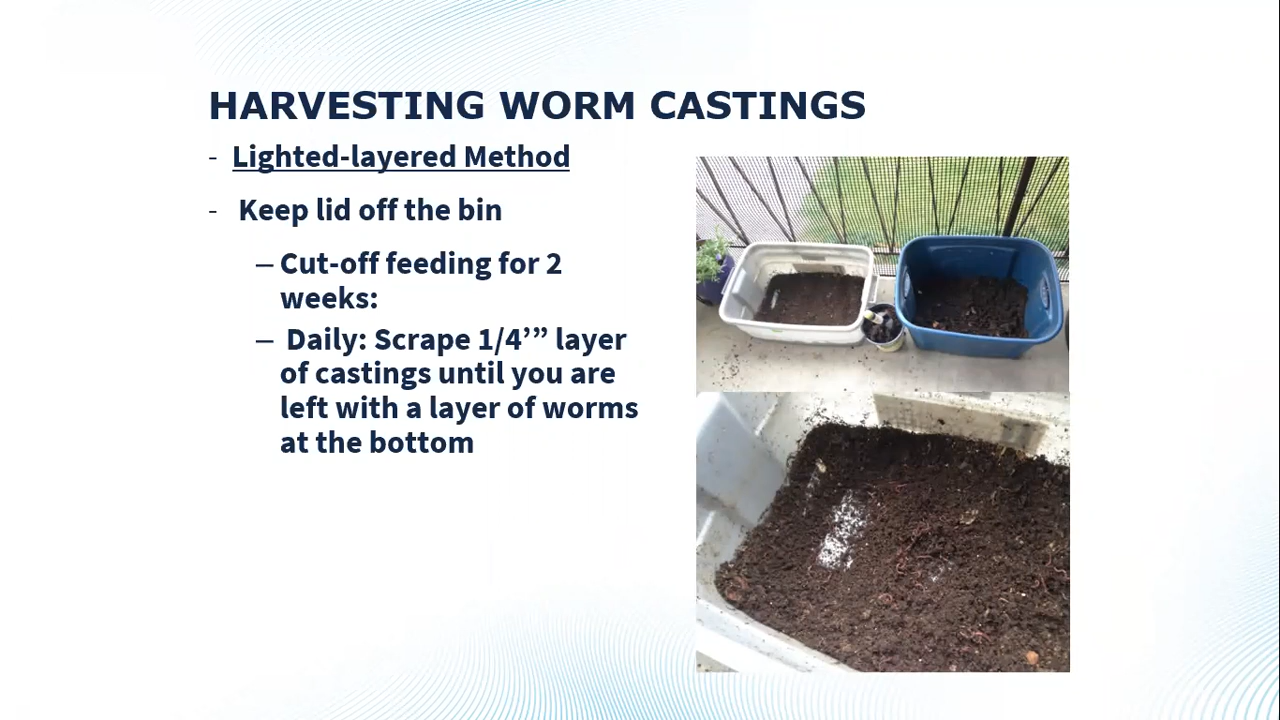 HARVESTING WORM CASTINGS
- Lighted-layered Method
- Keep lid off the bin
– Cut-off feeding for 2
weeks:
– Daily: Scrape 1/4’” layer
of castings until you are
left with a layer of worms
at the bottom